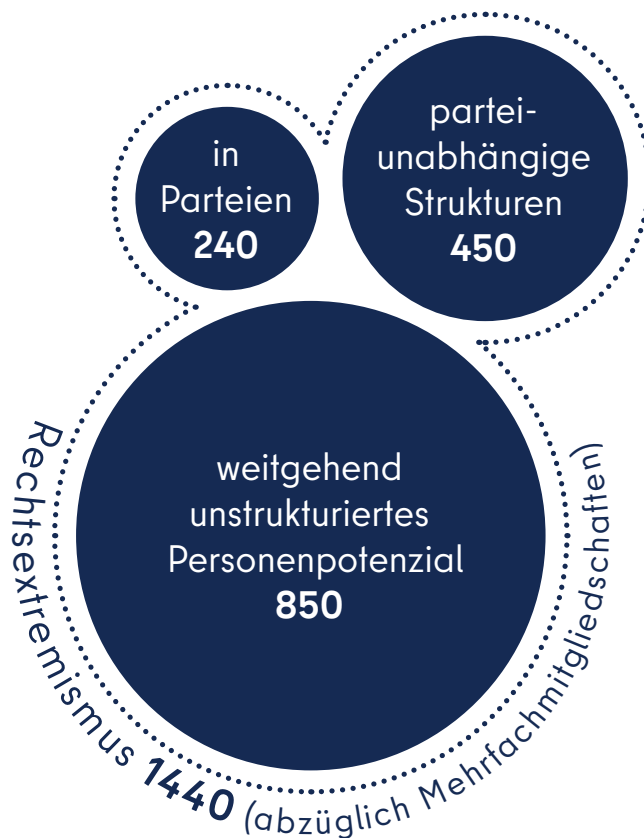 in
Parteien
240
partei-
unabhängige
Strukturen
450
weitgehend
unstrukturiertes
Personenpotenzial
850
Rechtsextremismus 1440 (abzüglich Mehrfachmitgliedschaften)